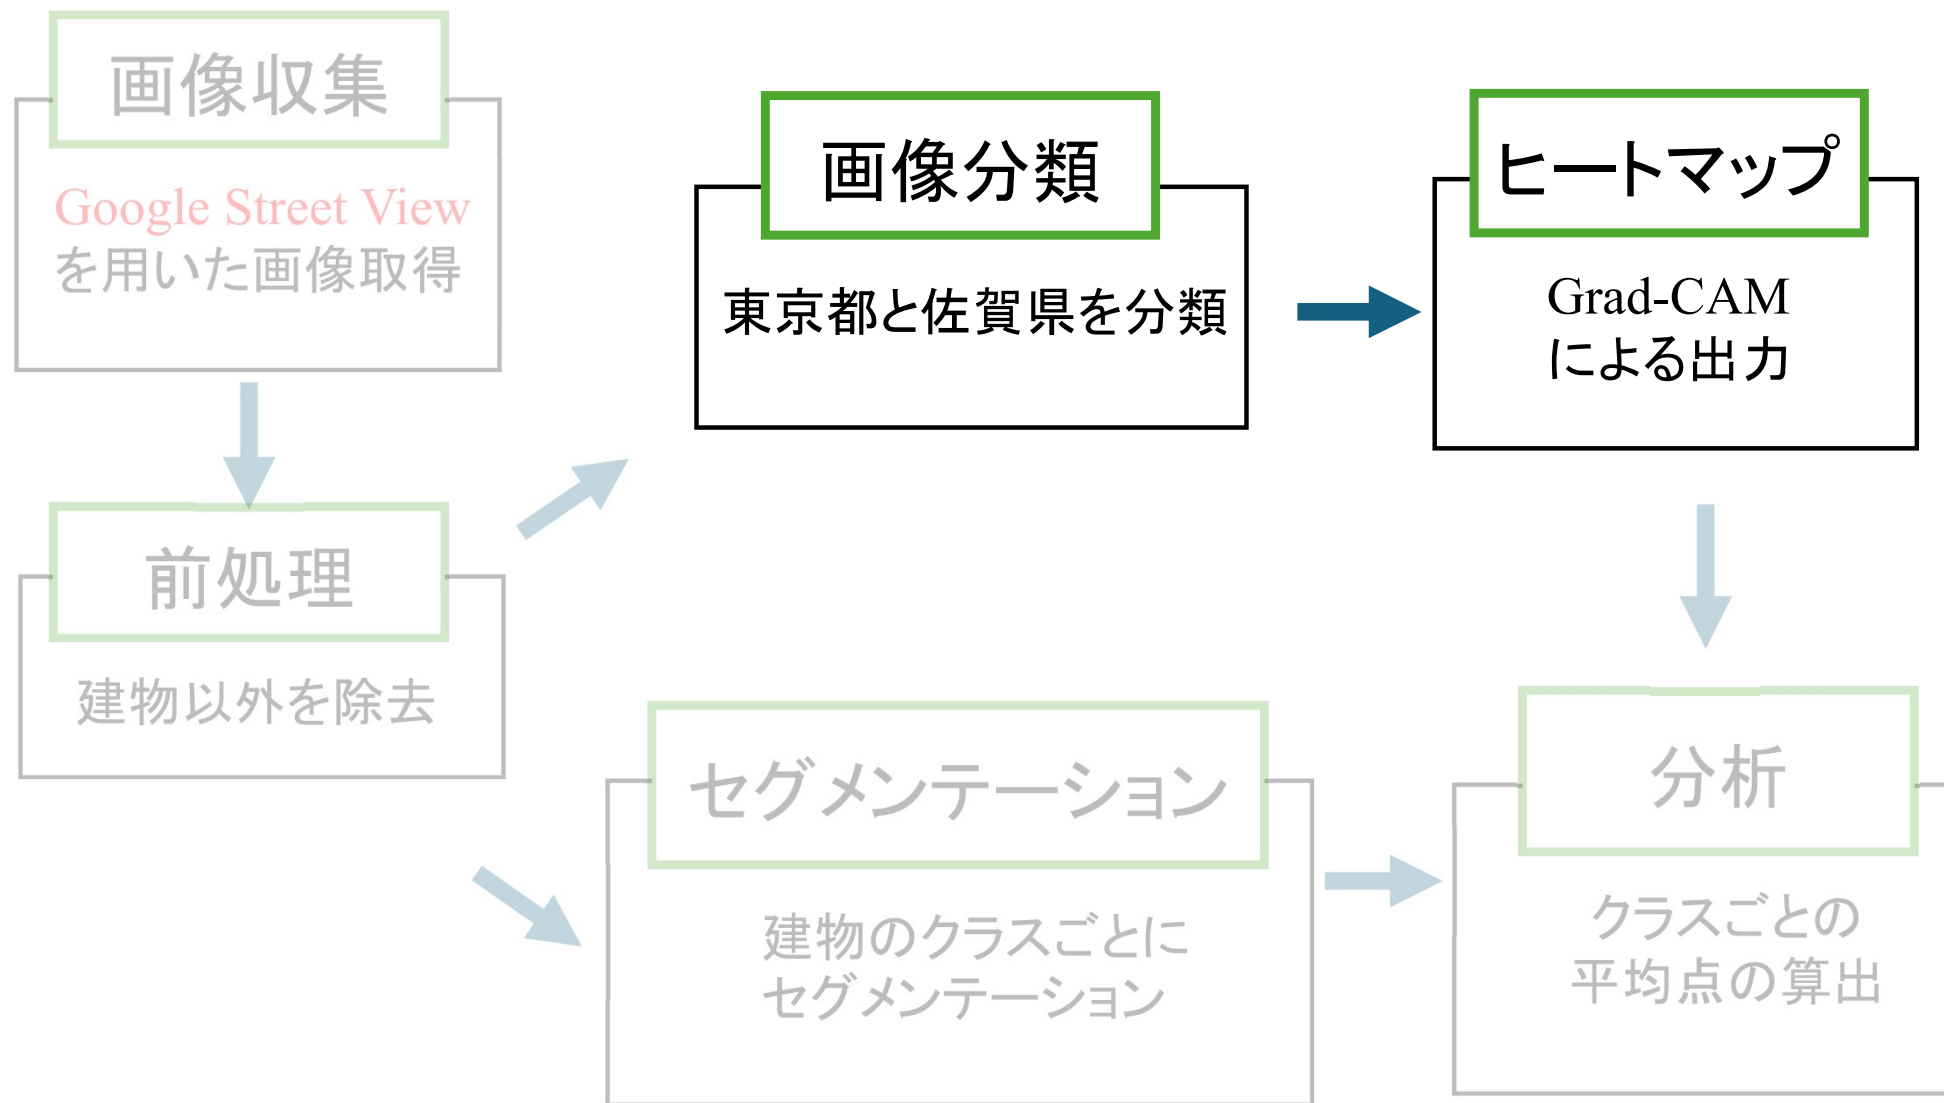 画像収集
Google Street View
を用いた画像取得
前処理
建物以外を除去
画像分類
東京都と佐賀県を分類
ヒートマップ
Grad-CAM
による出力
セグメンテーション
建物のクラスごとに
セグメンテーション
分析
クラスごとの
平均点の算出